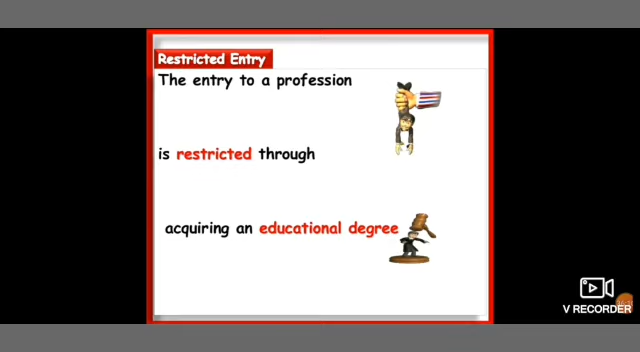 Restricted Entry
The entry to a profession
is restricted through
acquiring an educational degree
V RECORDER